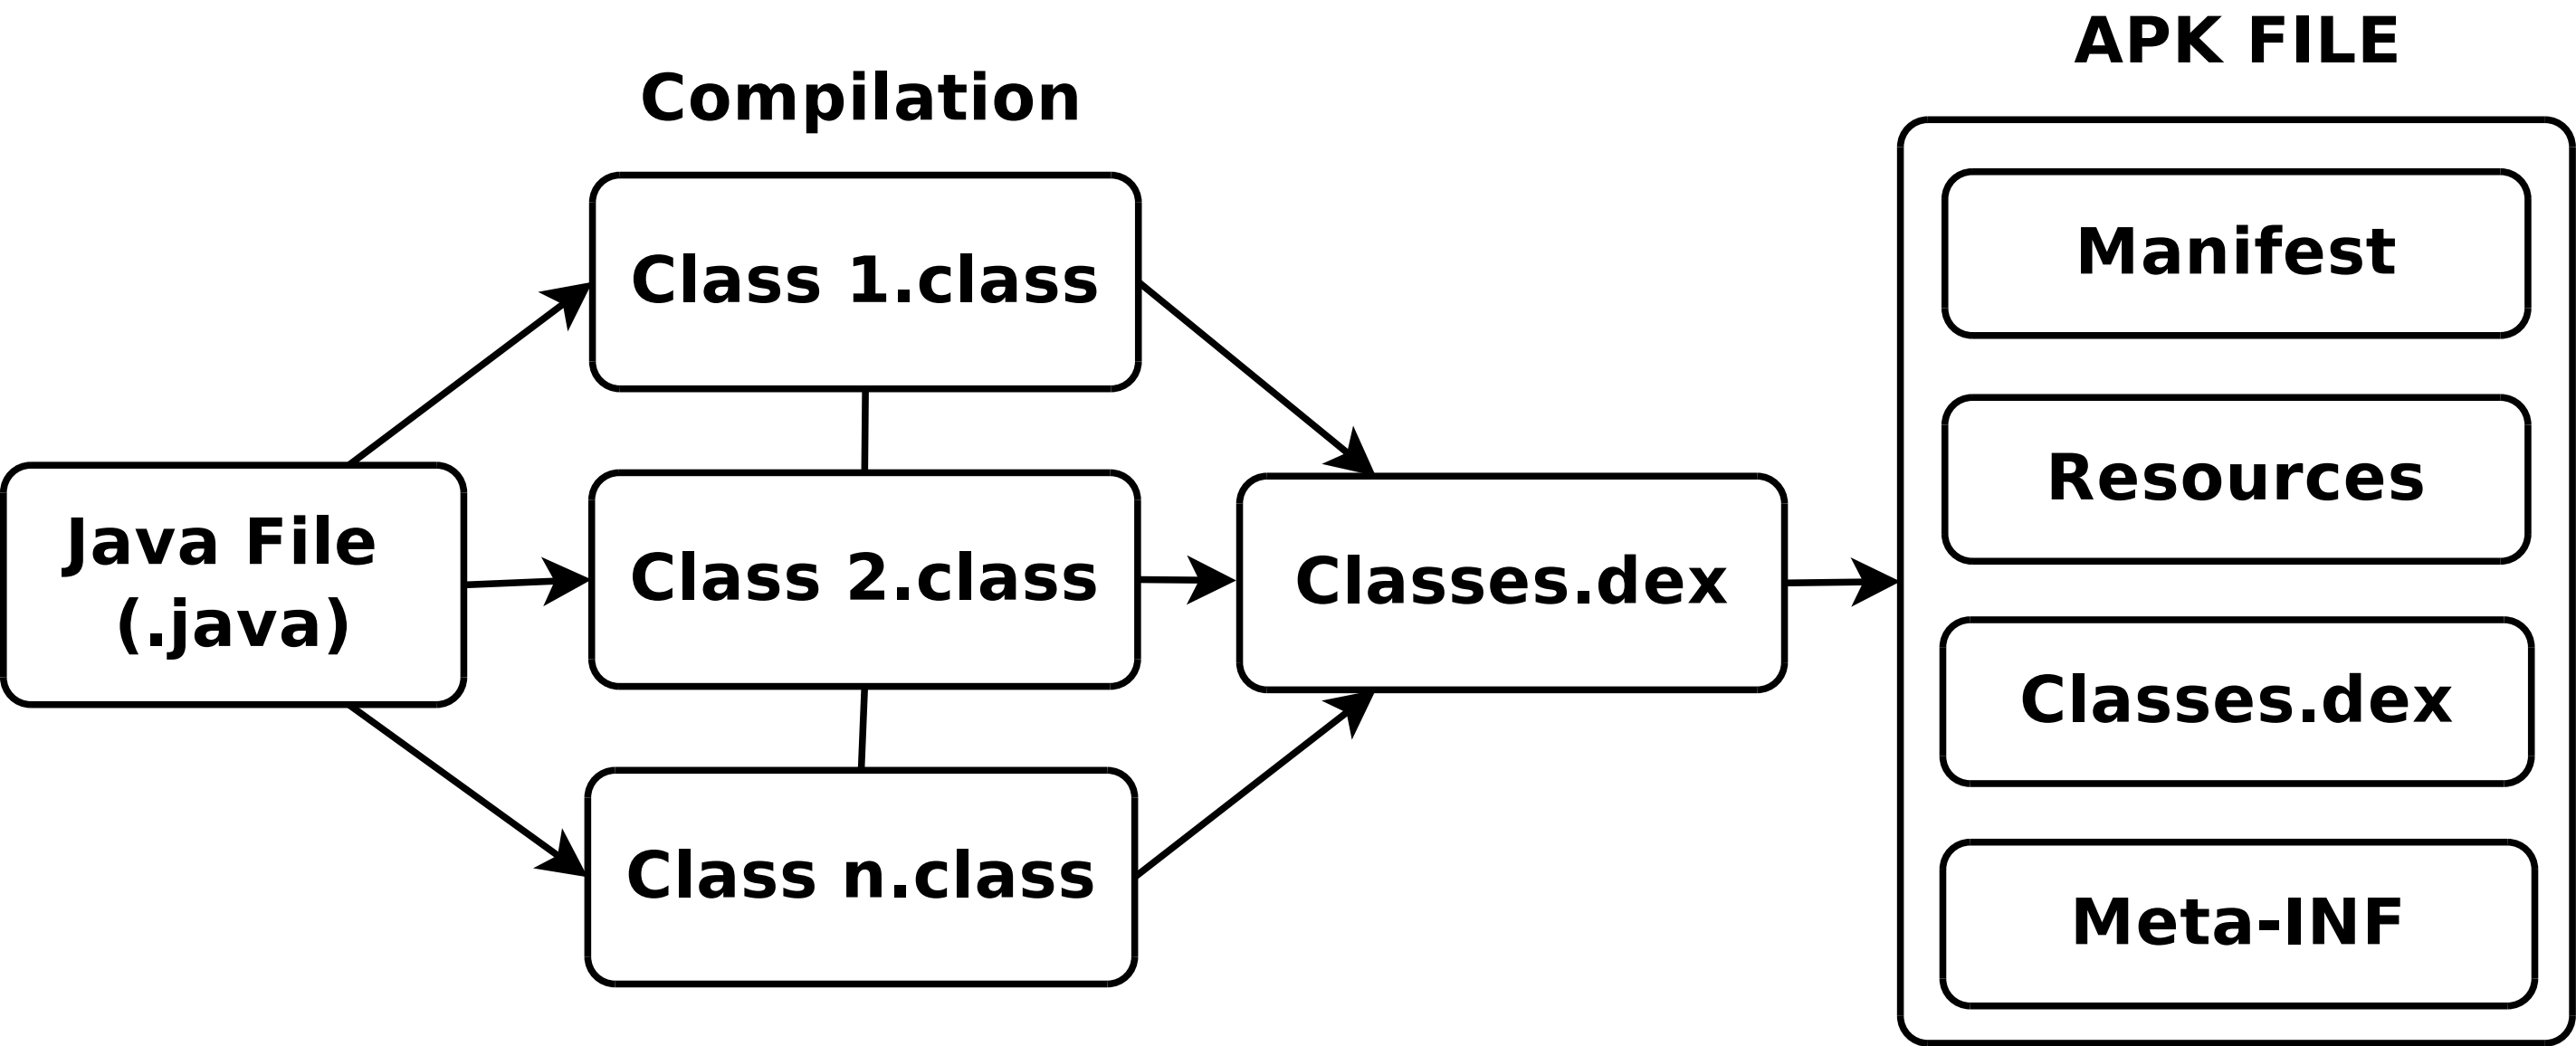 Compilation
Class 1.class
Java File
(.java)
Class 2.class
Class n.class
Classes.dex
APK FILE
Manifest
Resources
Classes.dex
Meta-INF